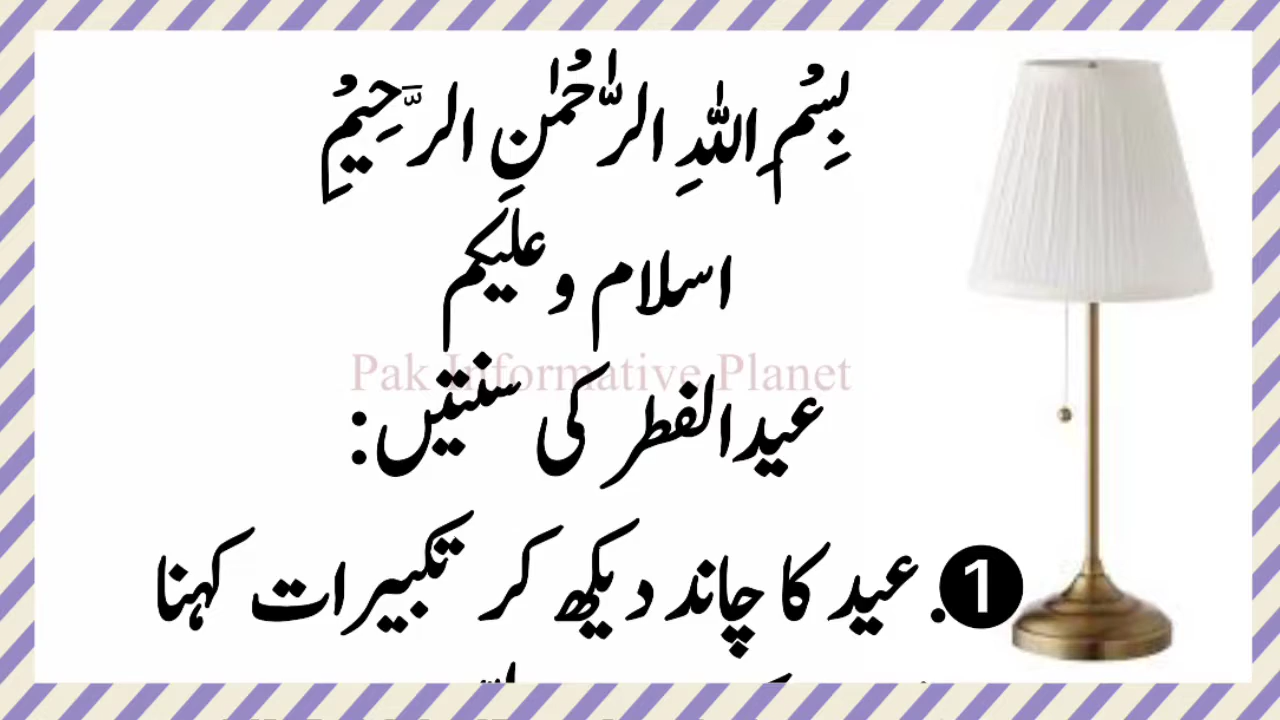 بِسْمِ اللّٰهِ الرَّحْمٰنِ الرَّحِيْمِ
اسلام و علیکم
Pak Informative Planet
عیدالفطر کی سنتیں:
1. عید کا چاند دیکھ کر تکبیرات کہنا